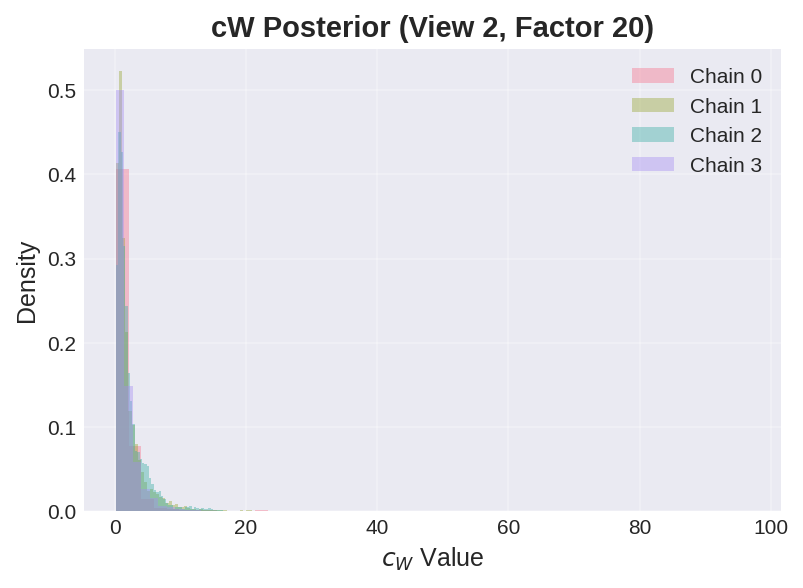 cW Posterior (View 2, Factor 20)
Chain 0
Chain 1
Chain 2
Chain 3
Density
0.5
0.4
0.3
0.2
0.1
0.0
0 20 40 60 80 100
c_W Value